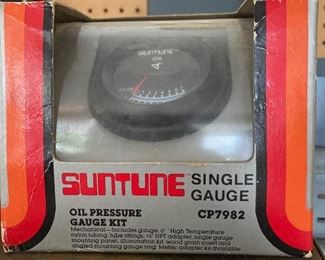 SUNTUNE
OIL
SUNTUNE
SINGLE
GAUGE
OIL PRESSURE
GAUGE KIT
CP7982
Mechanical—Includes gauge, 6' High Temperature
nylon tubing, tube fittings, ⅛" NPT adapter, single gauge
mounting panel, illumination kit, wood grain insert and
angled mounting gauge ring. Metric adapter kit available